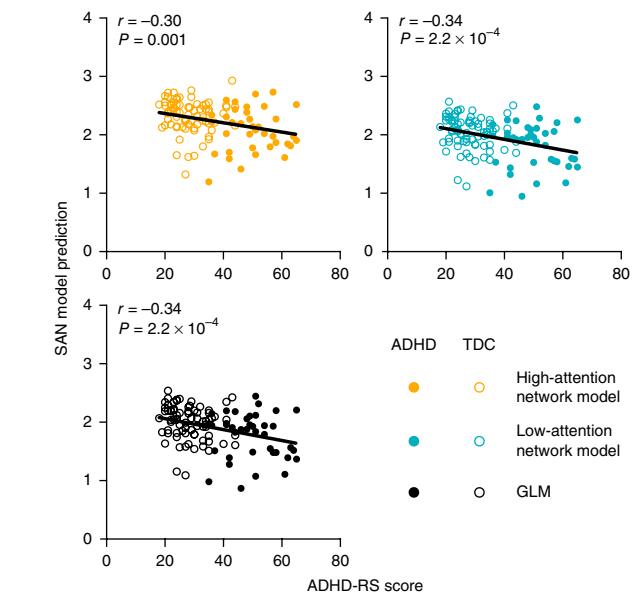 r = –0.30
P = 0.001
4
3
2
1
0
0 20 40 60 80
r = –0.34
P = 2.2 × 10⁻⁴
4
3
2
1
0
0 20 40 60 80
SAN model prediction
r = –0.34
P = 2.2 × 10⁻⁴
4
3
2
1
0
0 20 40 60 80
ADHD-RS score
ADHD TDC
High-attention
network model
Low-attention
network model
GLM